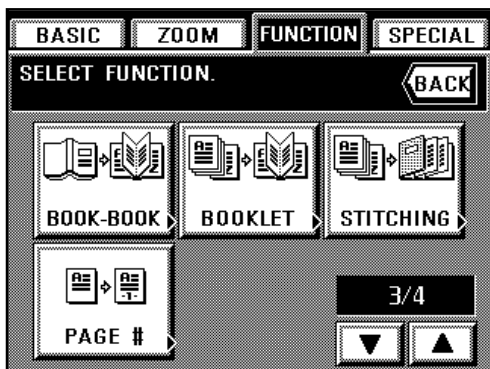 BASIC ZOOM FUNCTION SPECIAL
SELECT FUNCTION.
BACK
BOOK-BOOK BOOKLET STITCHING
PAGE #
3/4